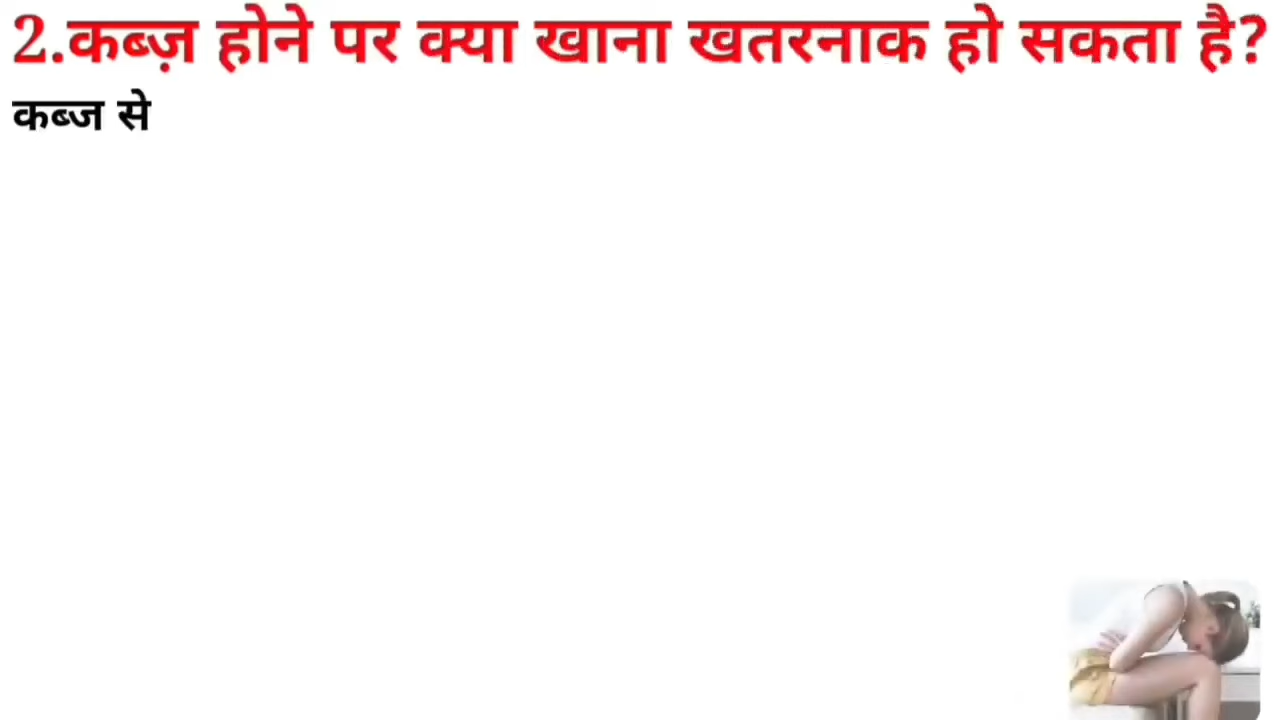 2.कब्ज़ होने पर क्या खाना खतरनाक हो सकता है?
कब्ज से